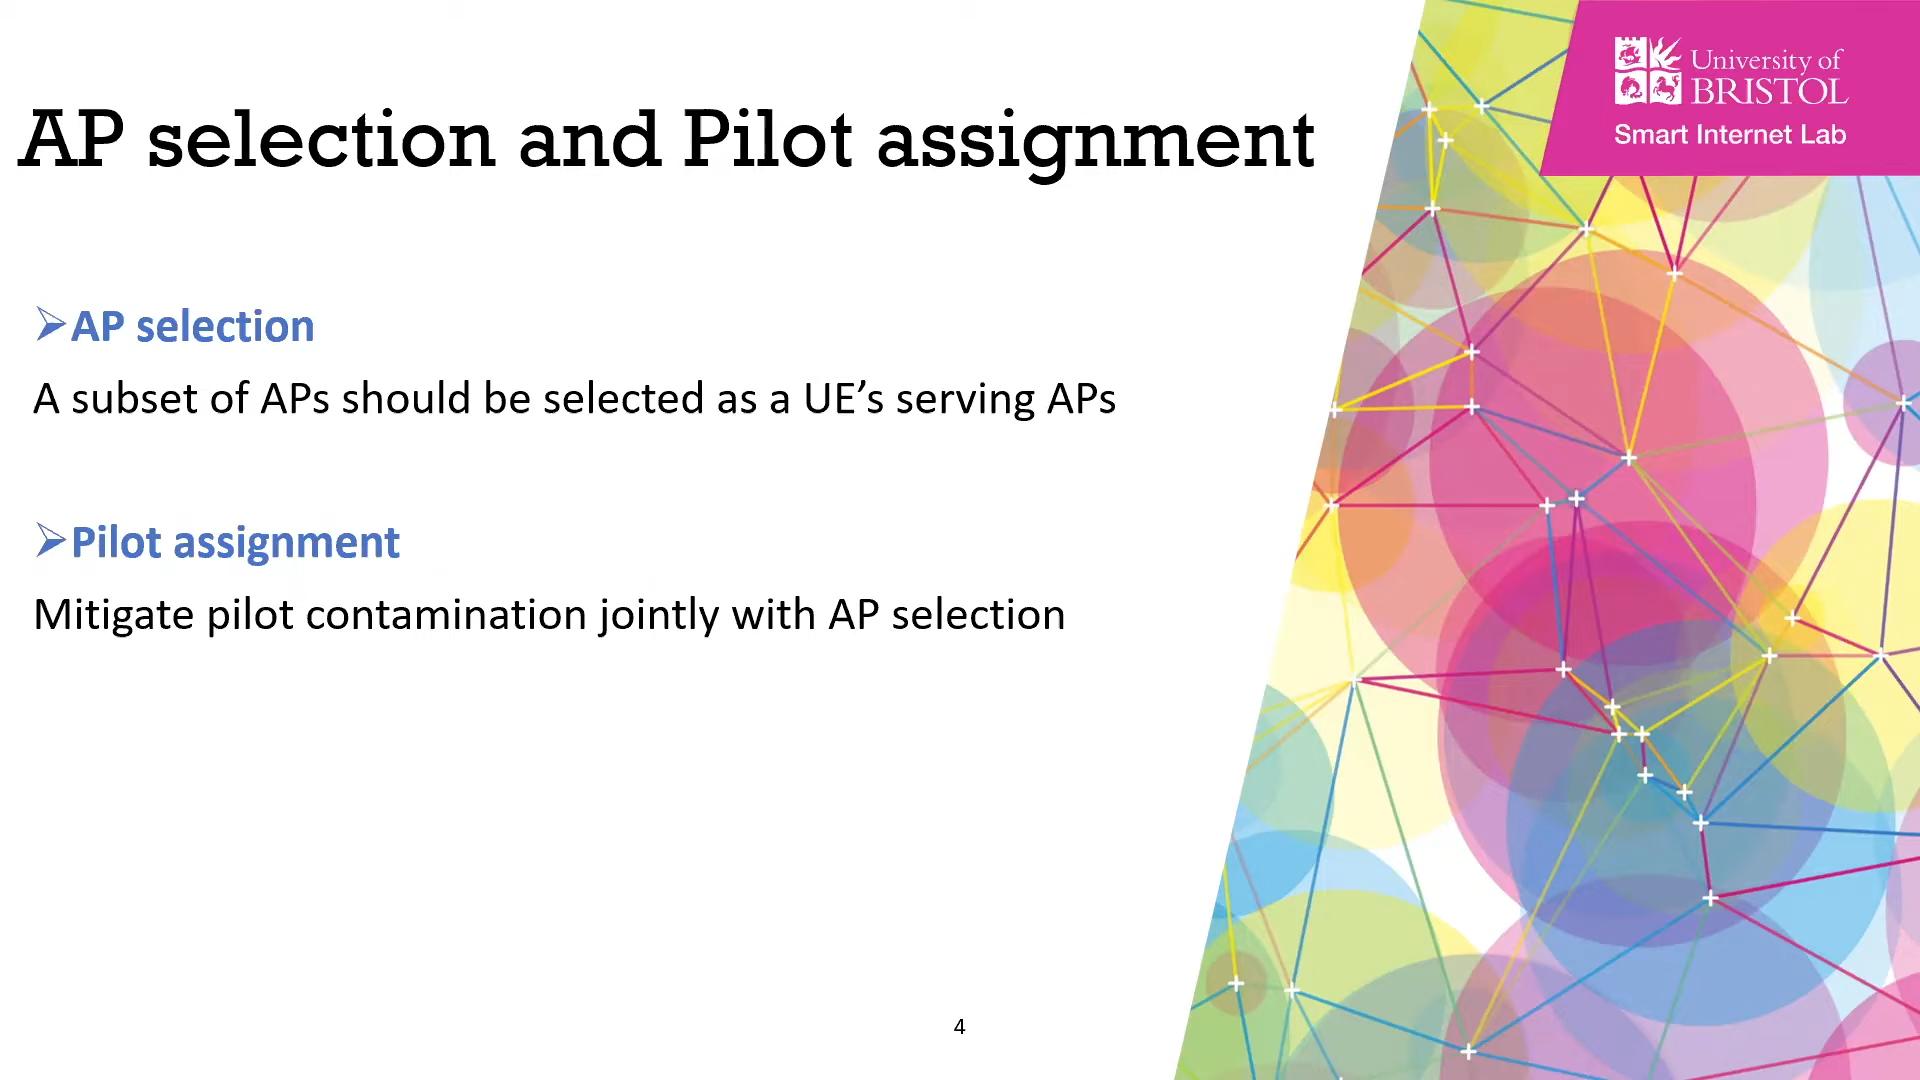 University of
BRISTOL
Smart Internet Lab
AP selection and Pilot assignment
AP selection
A subset of APs should be selected as a UE’s serving APs
Pilot assignment
Mitigate pilot contamination jointly with AP selection
4